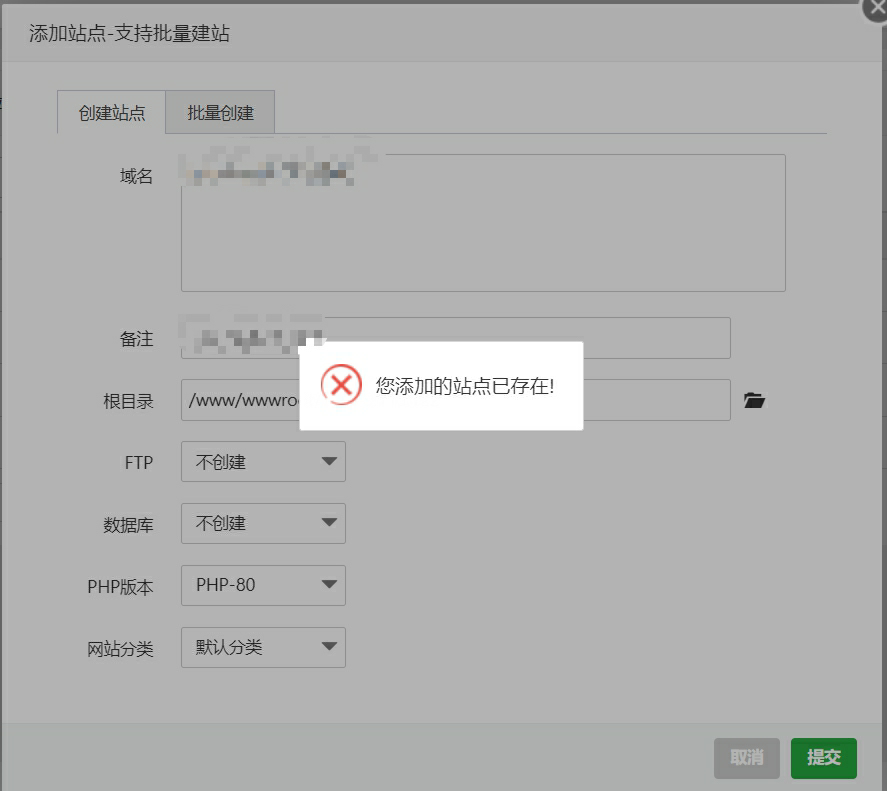 添加站点-支持批量建站
创建站点
批量创建
域名
备注
根目录
/www/wwwro
您添加的站点已存在!
FTP
不创建
数据库
不创建
PHP版本
PHP-80
网站分类
默认分类
取消
提交